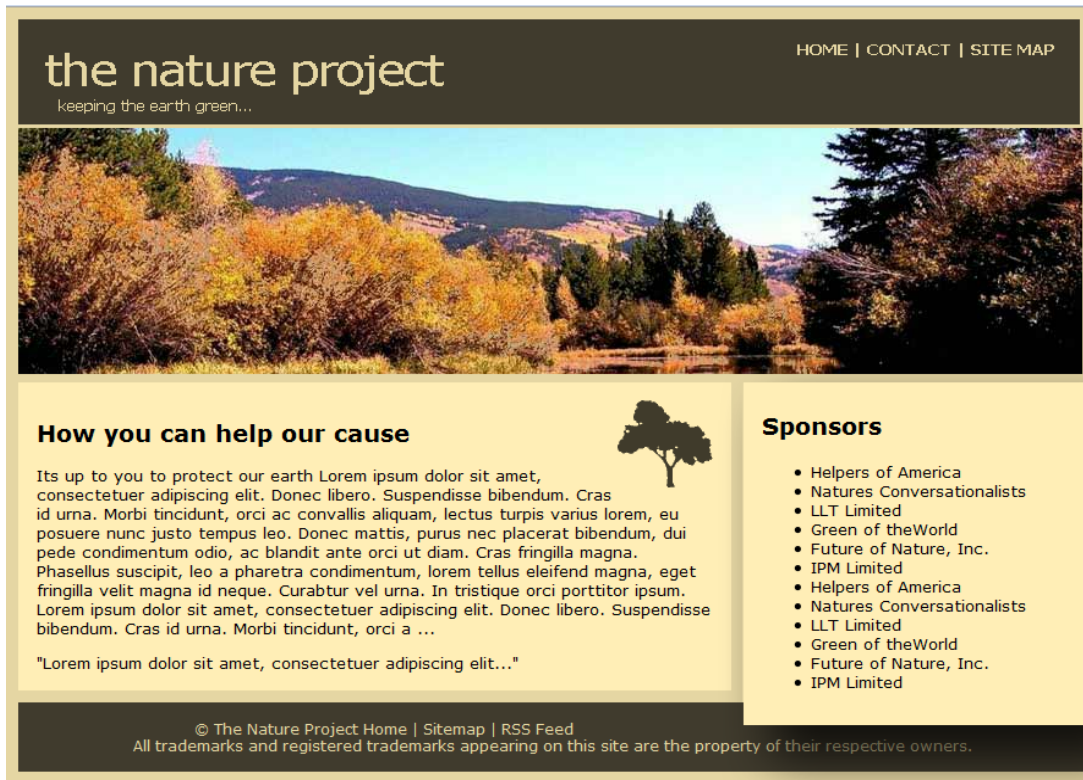 the nature project
keeping the earth green...
HOME | CONTACT | SITE MAP
How you can help our cause
Its up to you to protect our earth Lorem ipsum dolor sit amet,
consectetuer adipiscing elit. Donec libero. Suspendisse bibendum. Cras
id urna. Morbi tincidunt, orci ac convallis aliquam, lectus turpis varius lorem, eu
posuere nunc justo tempus leo. Donec mattis, purus nec placerat bibendum, dui
pede condimentum odio, ac blandit ante orci ut diam. Cras fringilla magna.
Phasellus suscipit, leo a pharetra condimentum, lorem tellus eleifend magna, eget
fringilla velit magna id neque. Curabtur vel urna. In tristique orci porttitor ipsum.
Lorem ipsum dolor sit amet, consectetuer adipiscing elit. Donec libero. Suspendisse
bibendum. Cras id urna. Morbi tincidunt, orci a ...
"Lorem ipsum dolor sit amet, consectetuer adipiscing elit..."
Sponsors
• Helpers of America
• Natures Conversationalists
• LLT Limited
• Green of theWorld
• Future of Nature, Inc.
• IPM Limited
• Helpers of America
• Natures Conversationalists
• LLT Limited
• Green of theWorld
• Future of Nature, Inc.
• IPM Limited
© The Nature Project Home | Sitemap | RSS Feed
All trademarks and registered trademarks appearing on this site are the property of their respective owners.